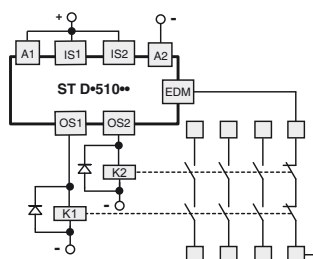 + -
A1 IS1 IS2 A2
ST D•510••
EDM
OS1 OS2
K2
-
K1
-